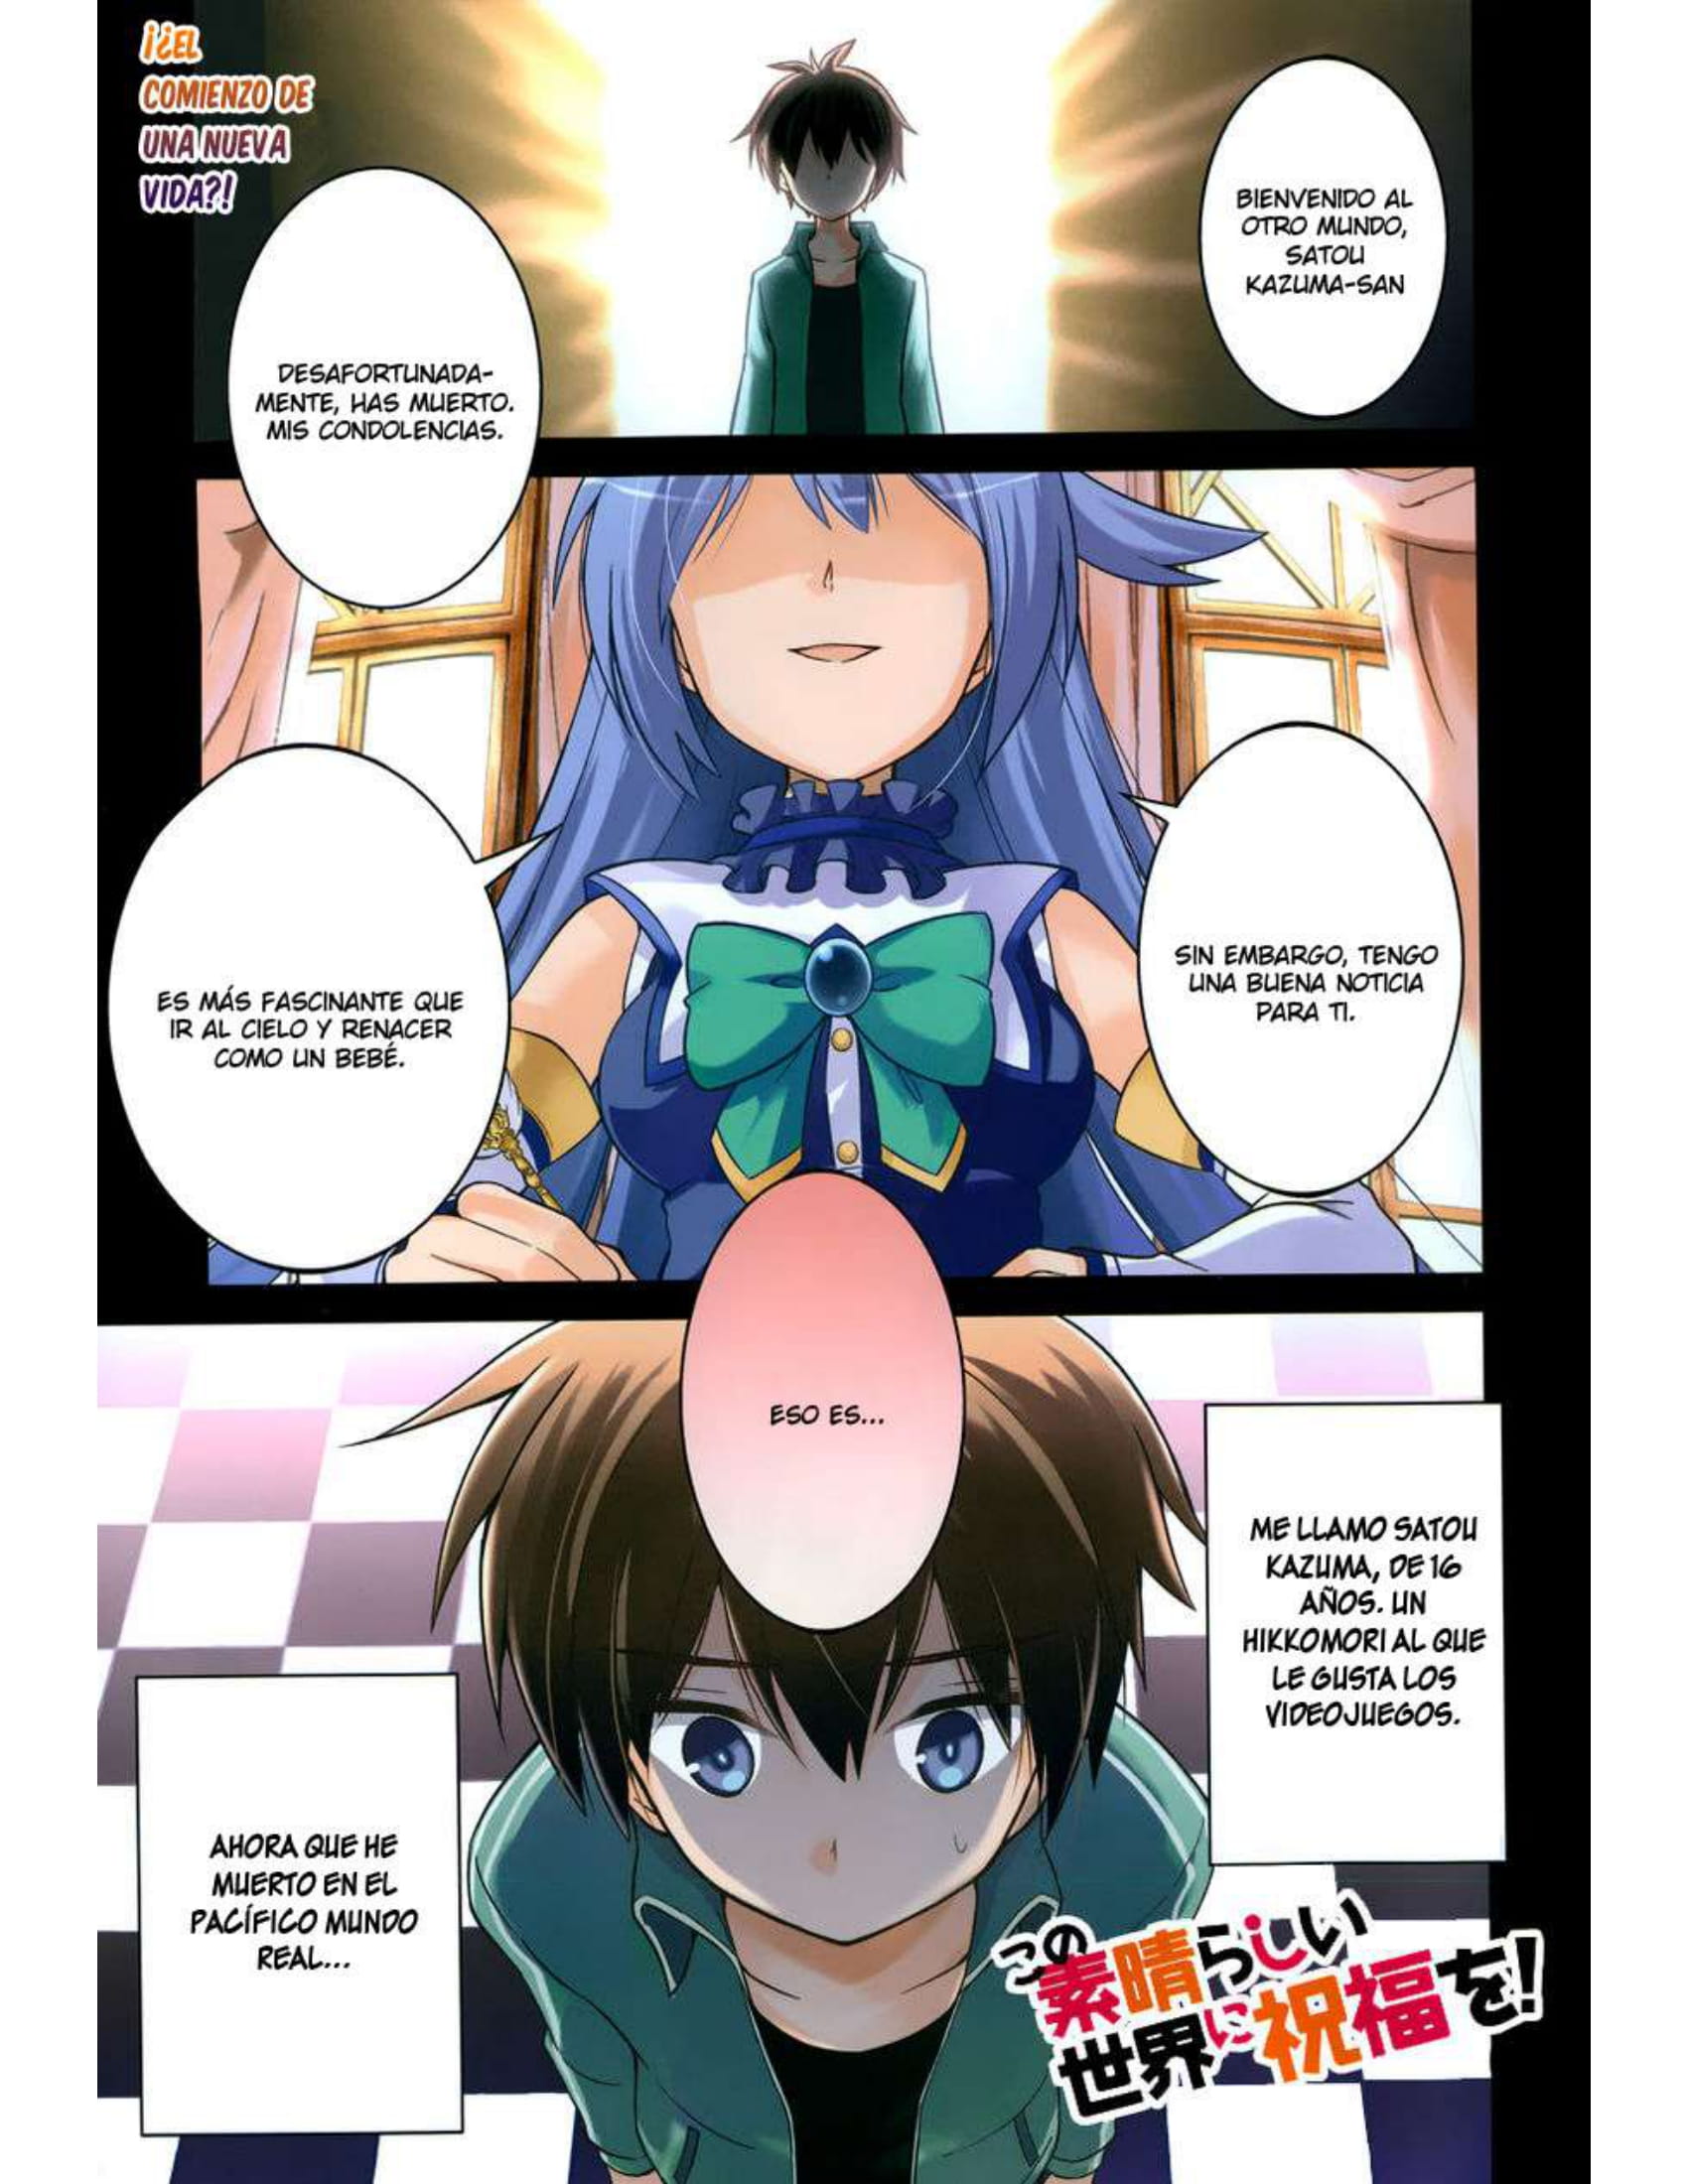 ¡¿EL
COMIENZO DE
UNA NUEVA
VIDA?!
BIENVENIDO AL
OTRO MUNDO,
SATOU
KAZUMA-SAN
DESAFORTUNADA-
MENTE, HAS MUERTO.
MIS CONDOLENCIAS.
SIN EMBARGO, TENGO
UNA BUENA NOTICIA
PARA TI.
ES MÁS FASCINANTE QUE
IR AL CIELO Y RENACER
COMO UN BEBÉ.
ESO ES...
ME LLAMO SATOU
KAZUMA, DE 16
AÑOS. UN
HIKKOMORI AL QUE
LE GUSTA LOS
VIDEOJUEGOS.
AHORA QUE HE
MUERTO EN EL
PACÍFICO MUNDO
REAL...
この素晴らしい
世界に祝福を!